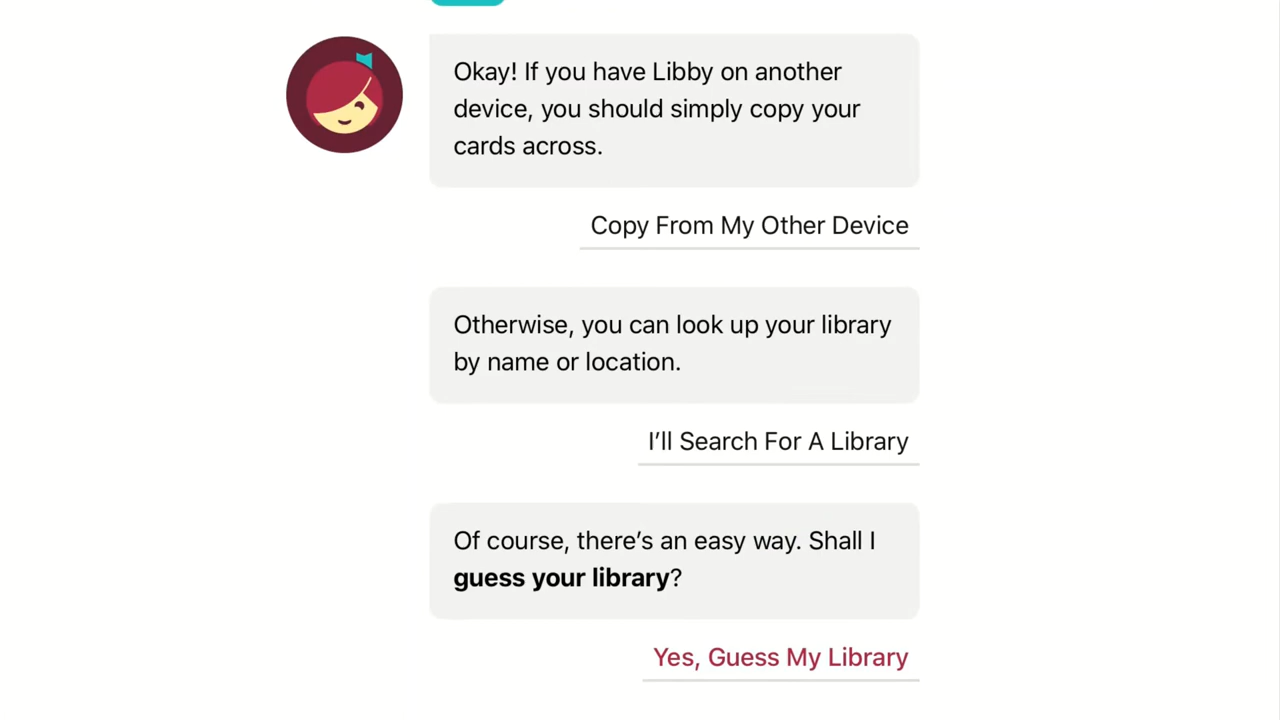 Okay! If you have Libby on another
device, you should simply copy your
cards across.
Copy From My Other Device
Otherwise, you can look up your library
by name or location.
I’ll Search For A Library
Of course, there’s an easy way. Shall I
guess your library?
Yes, Guess My Library